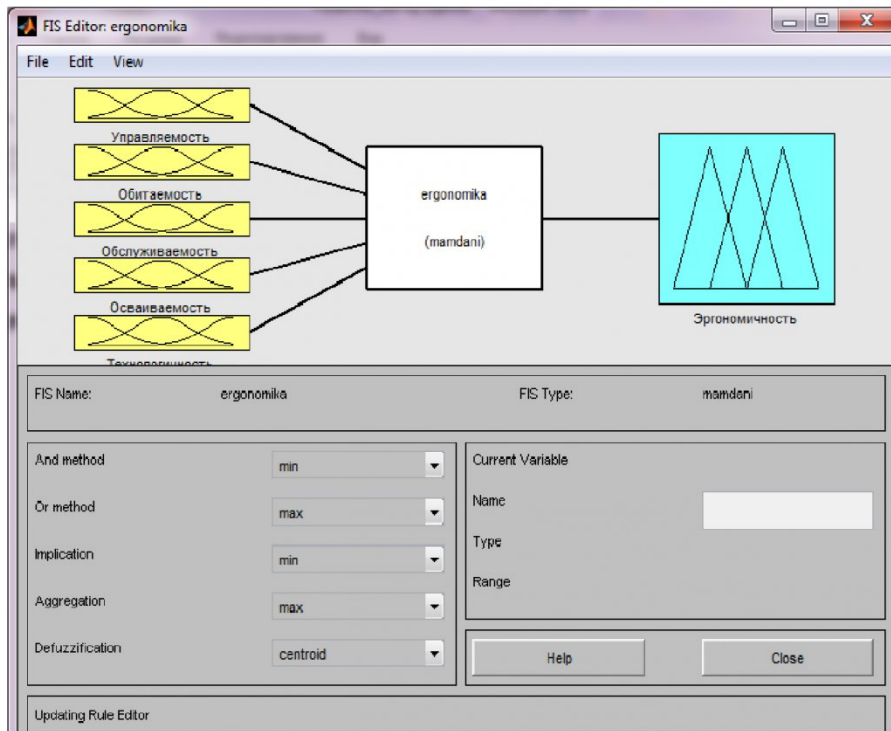 FIS Editor: ergonomika
File Edit View
Управляемость
Обитаемость
Обслуживаемость
Осваиваемость
Технологичность
ergonomika
(mamdani)
Эргономичность
FIS Name: ergonomika FIS Type: mamdani
And method min
Or method max
Implication min
Aggregation max
Defuzzification centroid
Current Variable
Name
Type
Range
Help Close
Updating Rule Editor